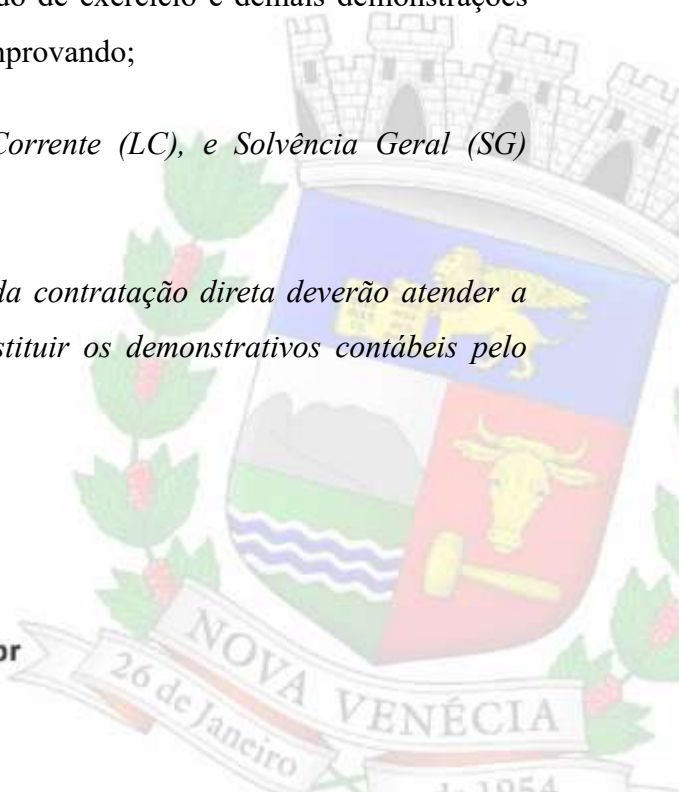 do de exercício e demais demonstrações
mprovando;
Corrente (LC), e Solvência Geral (SG)
da contratação direta deverão atender a
stituir os demonstrativos contábeis pelo
or
NOVA VENÉCIA
26 de Janeiro
de 1954